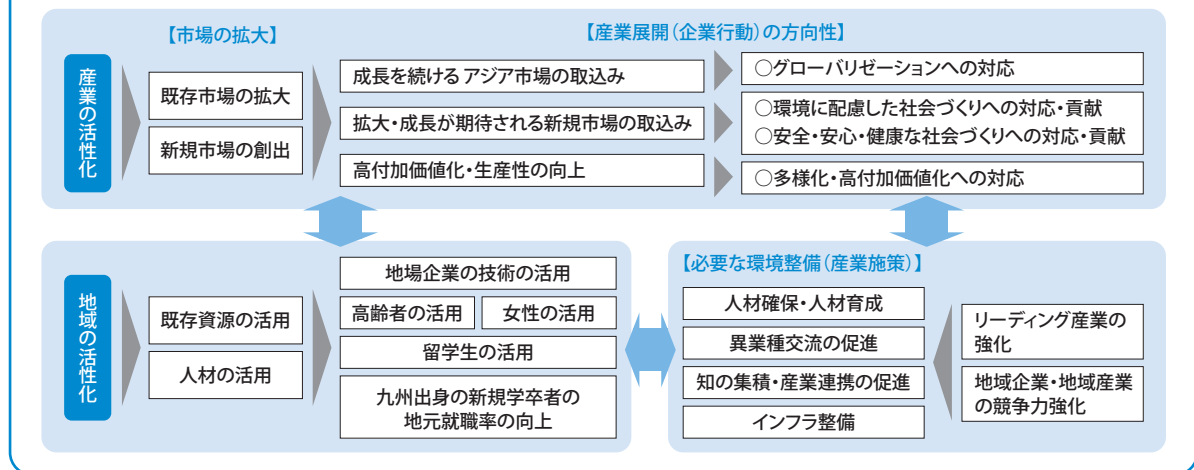 【市場の拡大】
【産業展開（企業行動）の方向性】
産業の活性化
既存市場の拡大
新規市場の創出
成長を続けるアジア市場の取込み
拡大・成長が期待される新規市場の取込み
高付加価値化・生産性の向上
○グローバリゼーションへの対応
○環境に配慮した社会づくりへの対応・貢献
○安全・安心・健康な社会づくりへの対応・貢献
○多様化・高付加価値化への対応
地域の活性化
既存資源の活用
人材の活用
地場企業の技術の活用
高齢者の活用
女性の活用
留学生の活用
九州出身の新規学卒者の
地元就職率の向上
【必要な環境整備（産業施策）】
人材確保・人材育成
異業種交流の促進
知の集積・産業連携の促進
インフラ整備
リーディング産業の
強化
地域企業・地域産業
の競争力強化